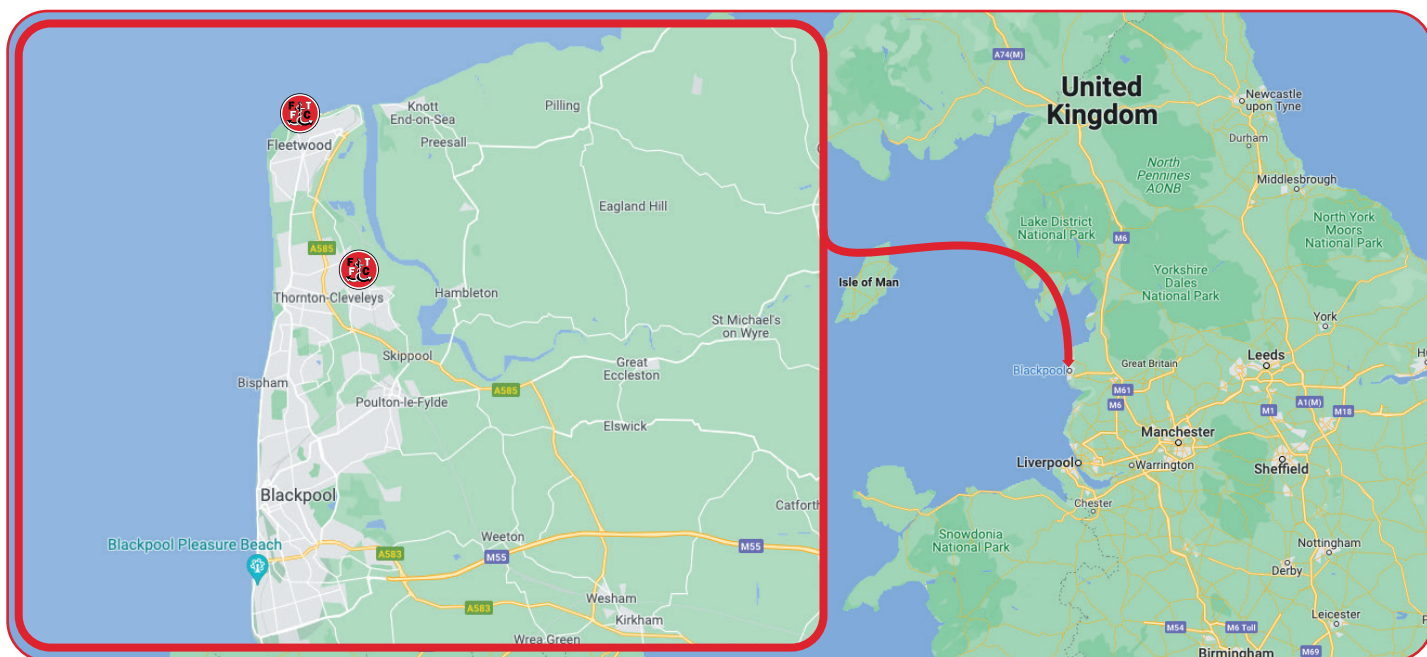 F T
F C
Knott
End-on-Sea
Pilling
Fleetwood
Preesall
Eagland Hill
A585
F T
F C
Thornton-Cleveleys
Hambleton
St Michael's
on Wyre
Skippool
Great
Eccleston
Bispham
A585
Poulton-le-Fylde
Elswick
Blackpool
Catforth
Blackpool Pleasure Beach
Weeton
A583
M55
M55
A583
Wesham
Kirkham
Wrea Green
A74(M)
United
Kingdom
Newcastle
upon Tyne
Durham
North
Pennines
AONB
Middlesbrough
Lake District
National Park
M6
North York
Moors
National Park
Isle of Man
Yorkshire
Dales
National Park
York
Blackpool
Great Britain
Leeds
M61
M6
M1
A1(M)
M18
Manchester
Liverpool
Warrington
Sheffield
Chester
Snowdonia
National Park
Nottingham
Derby
Leicester
M54
M6 Toll
Birmingham
M69